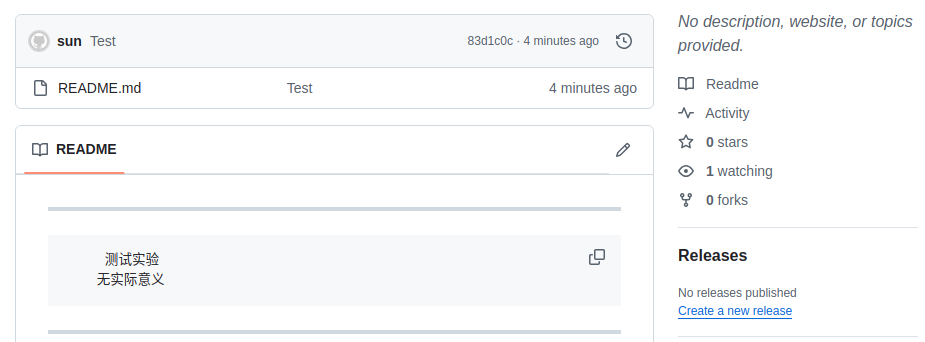 sun Test 83d1c0c · 4 minutes ago
README.md Test 4 minutes ago
README
测试实验
无实际意义
No description, website, or topics
provided.
Readme
Activity
0 stars
1 watching
0 forks
Releases
No releases published
Create a new release